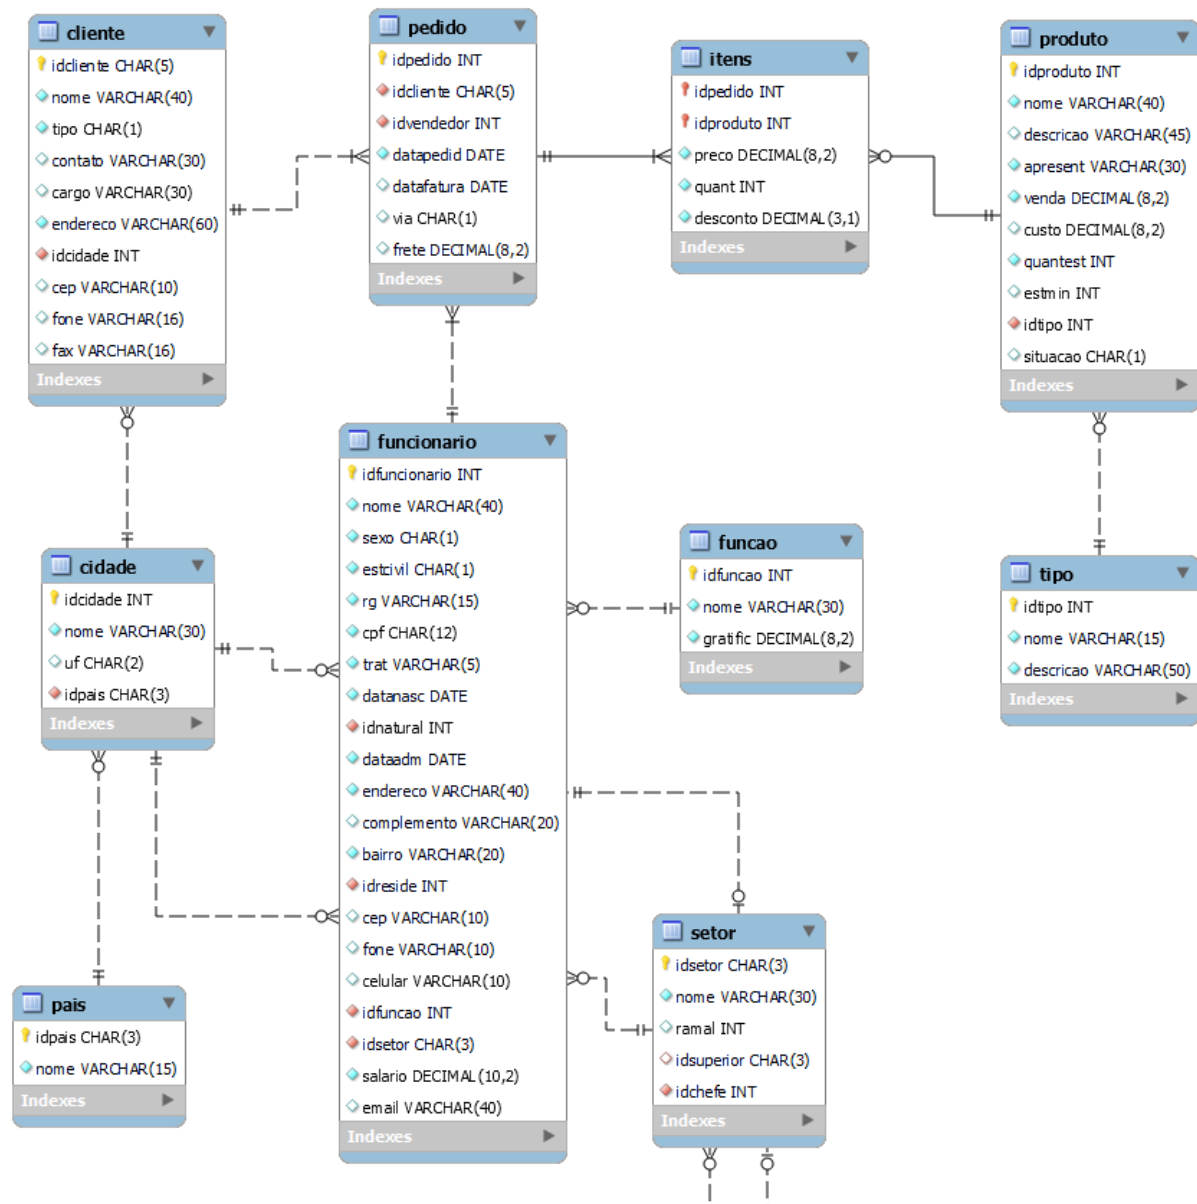 cliente
idcliente CHAR(5)
nome VARCHAR(40)
tipo CHAR(1)
contato VARCHAR(30)
cargo VARCHAR(30)
endereco VARCHAR(60)
idcidade INT
cep VARCHAR(10)
fone VARCHAR(16)
fax VARCHAR(16)
Indexes
pedido
idpedido INT
idcliente CHAR(5)
idvendedor INT
datapedid DATE
datafatura DATE
via CHAR(1)
frete DECIMAL(8,2)
Indexes
itens
idpedido INT
idproduto INT
preco DECIMAL(8,2)
quant INT
desconto DECIMAL(3,1)
Indexes
produto
idproduto INT
nome VARCHAR(40)
descricao VARCHAR(45)
apresent VARCHAR(30)
venda DECIMAL(8,2)
custo DECIMAL(8,2)
quantest INT
estmin INT
idtipo INT
situacao CHAR(1)
Indexes
funcionario
idfuncionario INT
nome VARCHAR(40)
sexo CHAR(1)
estcivil CHAR(1)
rg VARCHAR(15)
cpf CHAR(12)
trat VARCHAR(5)
datanasc DATE
idnatural INT
dataadm DATE
endereco VARCHAR(40)
complemento VARCHAR(20)
bairro VARCHAR(20)
idreside INT
cep VARCHAR(10)
fone VARCHAR(10)
celular VARCHAR(10)
idfuncao INT
idsetor CHAR(3)
salario DECIMAL(10,2)
email VARCHAR(40)
Indexes
cidade
idcidade INT
nome VARCHAR(30)
uf CHAR(2)
idpais CHAR(3)
Indexes
funcao
idfuncao INT
nome VARCHAR(30)
gratific DECIMAL(8,2)
Indexes
tipo
idtipo INT
nome VARCHAR(15)
descricao VARCHAR(50)
Indexes
setor
idsetor CHAR(3)
nome VARCHAR(30)
ramal INT
idsuperior CHAR(3)
idchefe INT
Indexes
pais
idpais CHAR(3)
nome VARCHAR(15)
Indexes